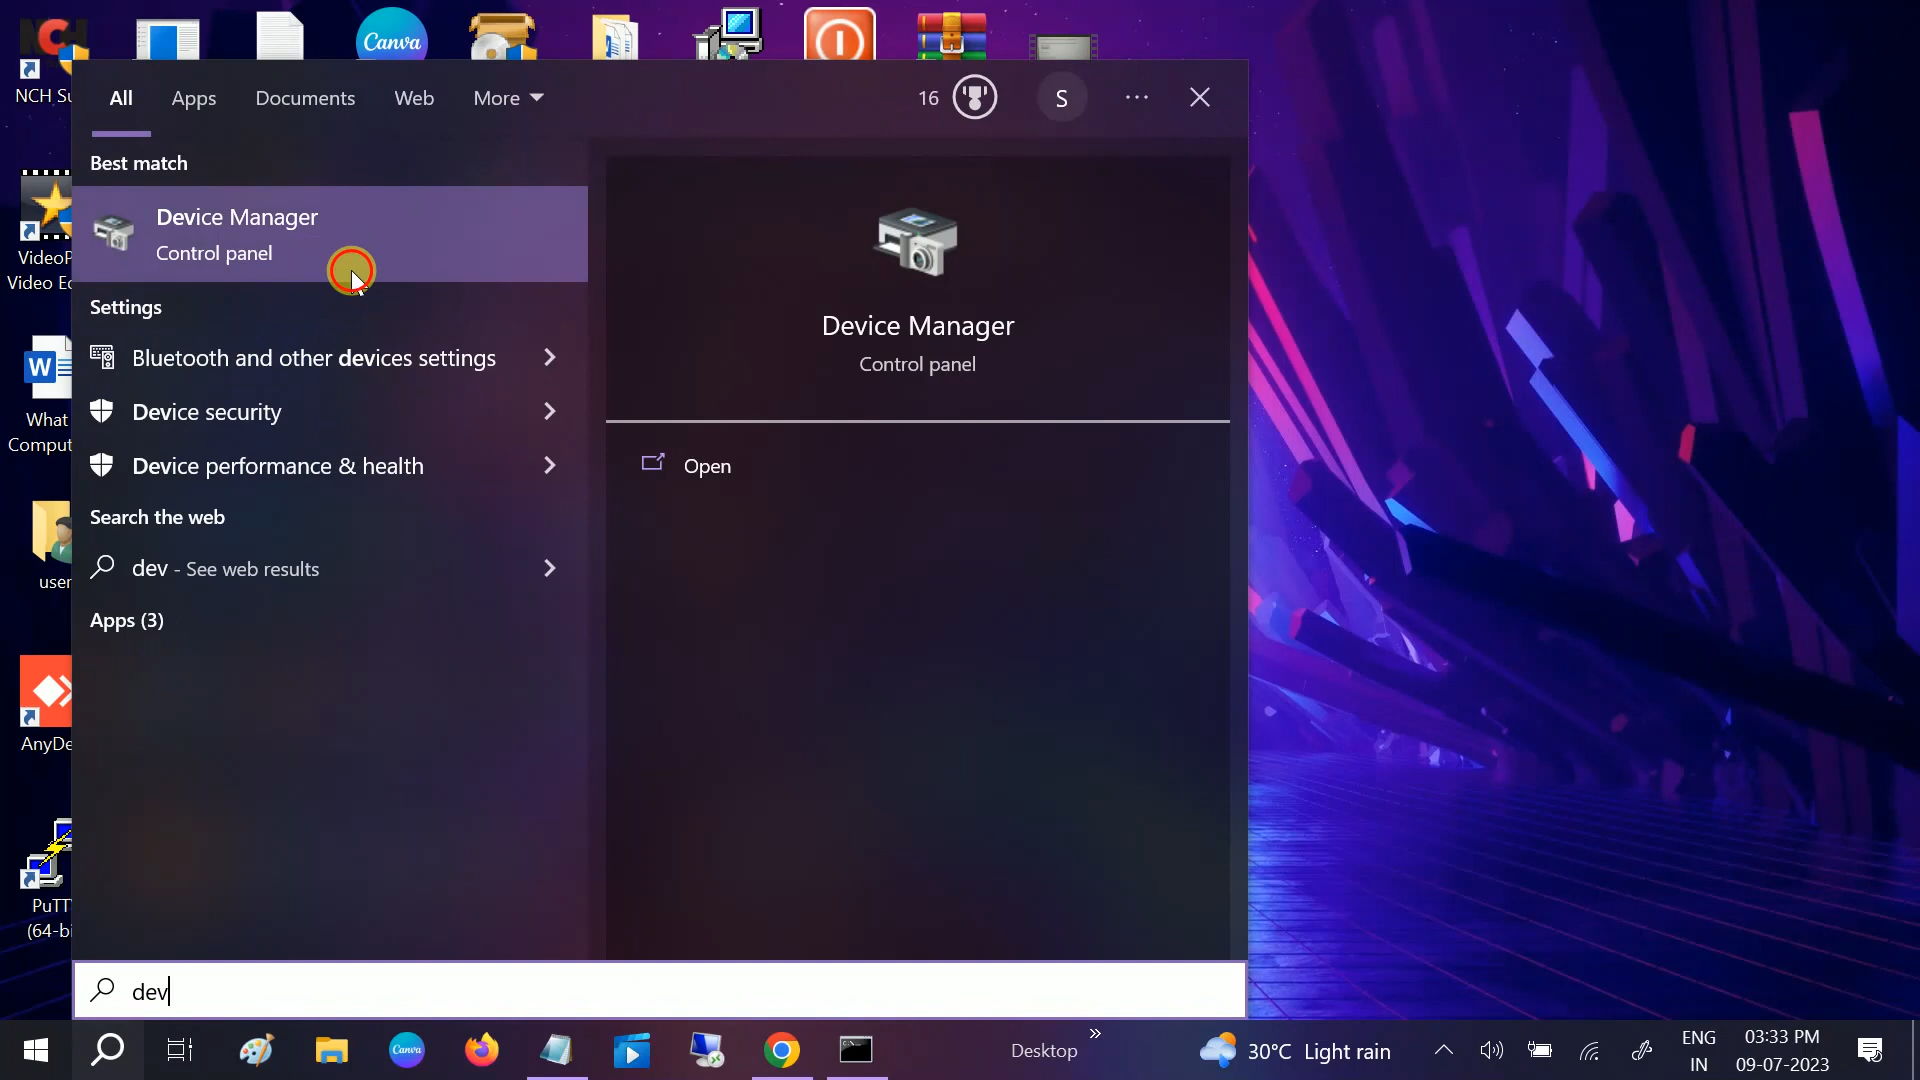 NCH Su
Canva
All
Apps
Documents
Web
More
16
S
Best match
Device Manager
Control panel
Settings
Bluetooth and other devices settings
Device security
Device performance & health
Search the web
dev - See web results
Apps (3)
Device Manager
Control panel
Open
VideoP
Video Ed
W
What
Comput
user
AnyDe
PuTT
(64-bi
dev
Canva
Desktop
30°C Light rain
ENG
IN
03:33 PM
09-07-2023